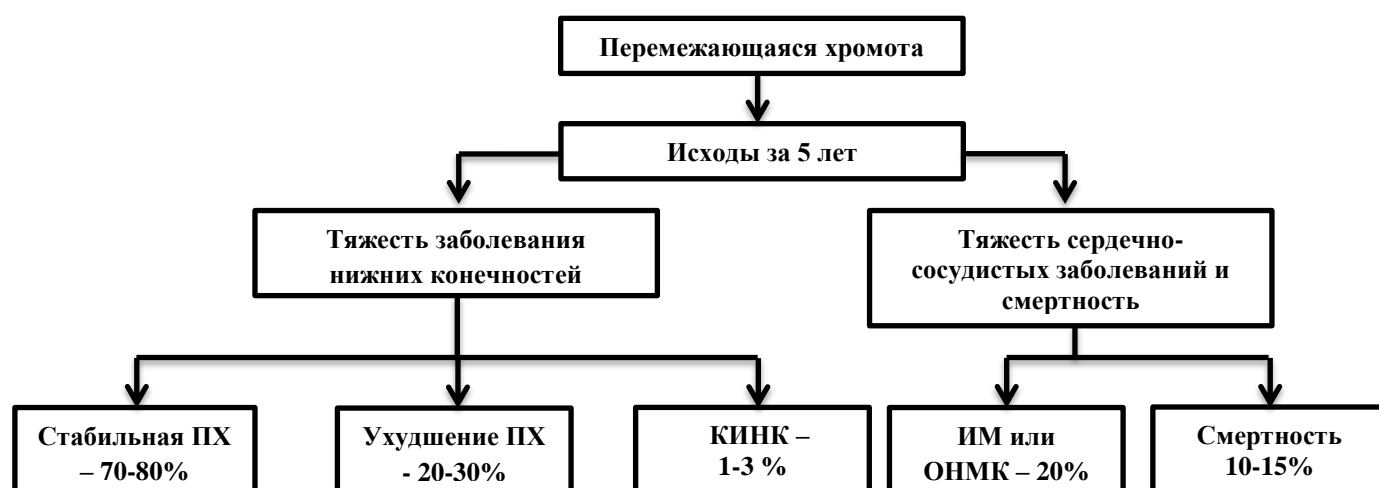 Перемежающаяся хромота
Исходы за 5 лет
Тяжесть заболевания
нижних конечностей
Тяжесть сердечно-
сосудистых заболеваний и
смертность
Стабильная ПХ
– 70-80%
Ухудшение ПХ
- 20-30%
КИНК –
1-3 %
ИМ или
ОНМК – 20%
Смертность
10-15%